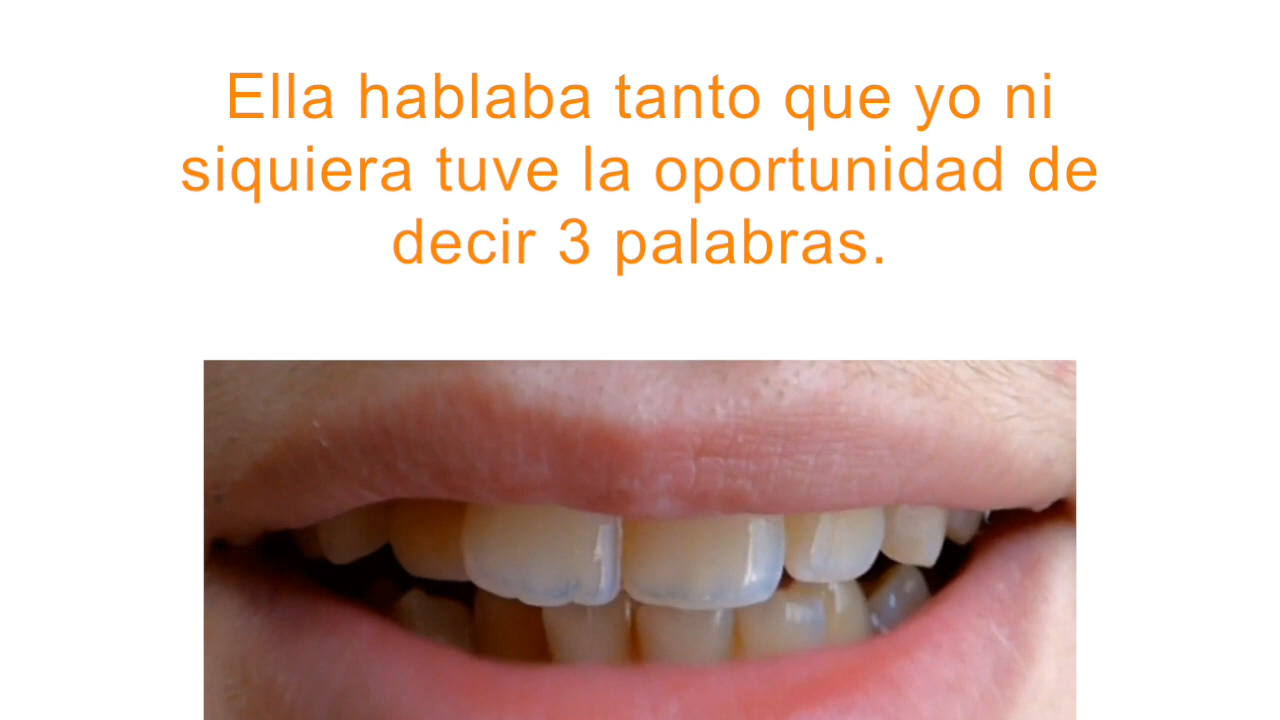 Ella hablaba tanto que yo ni
siquiera tuve la oportunidad de
decir 3 palabras.